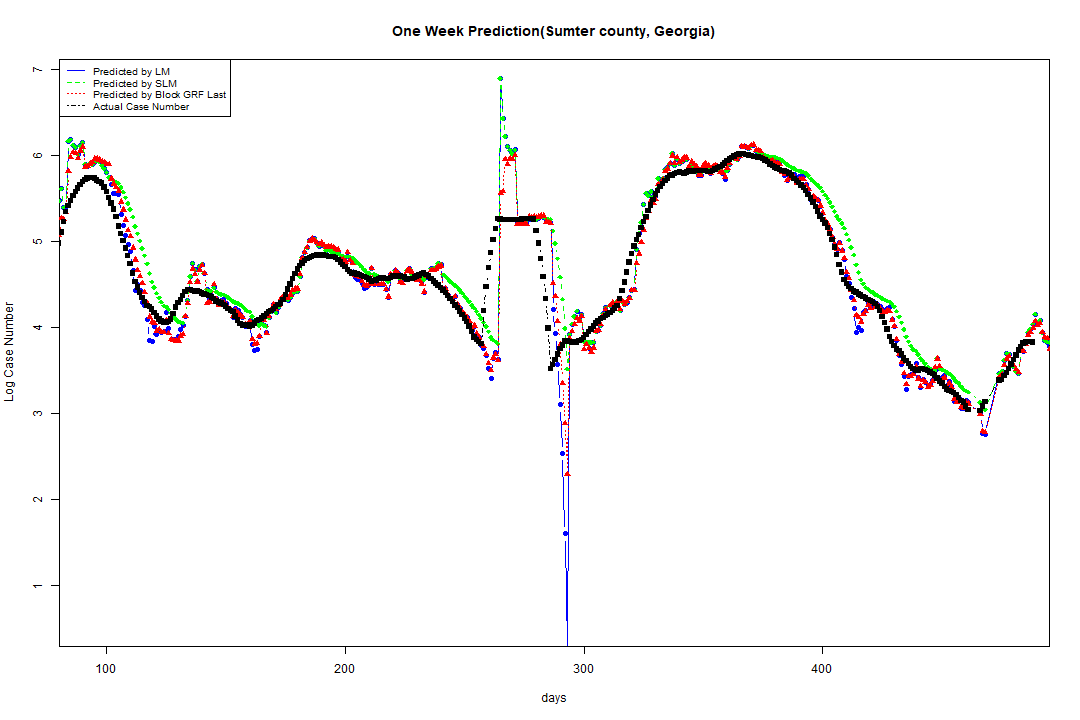 One Week Prediction(Sumter county, Georgia)
Predicted by LM
Predicted by SLM
Predicted by Block GRF Last
Actual Case Number
7
6
5
4
3
2
1
Log Case Number
100
200
300
400
days